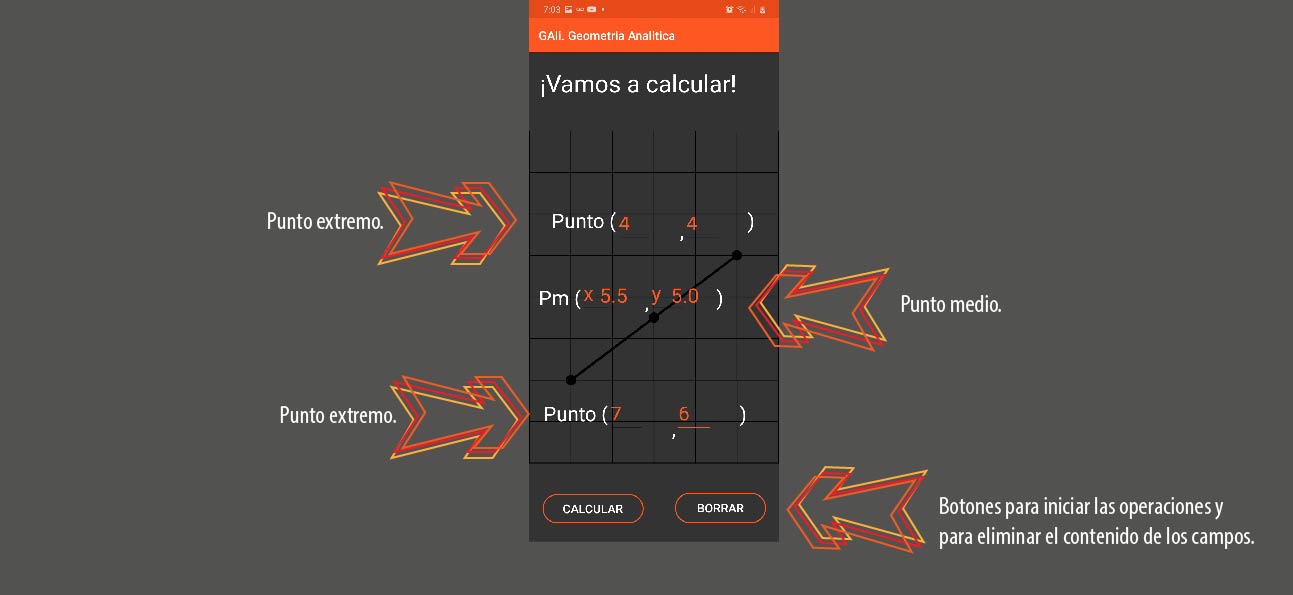 7:03
GAli. Geometria Analitica
¡Vamos a calcular!
Punto extremo.
Punto (4 ,4 )
Pm (x 5.5 ,y 5.0 )
Punto medio.
Punto extremo.
Punto (7 ,6 )
CALCULAR
BORRAR
Botones para iniciar las operaciones y
para eliminar el contenido de los campos.